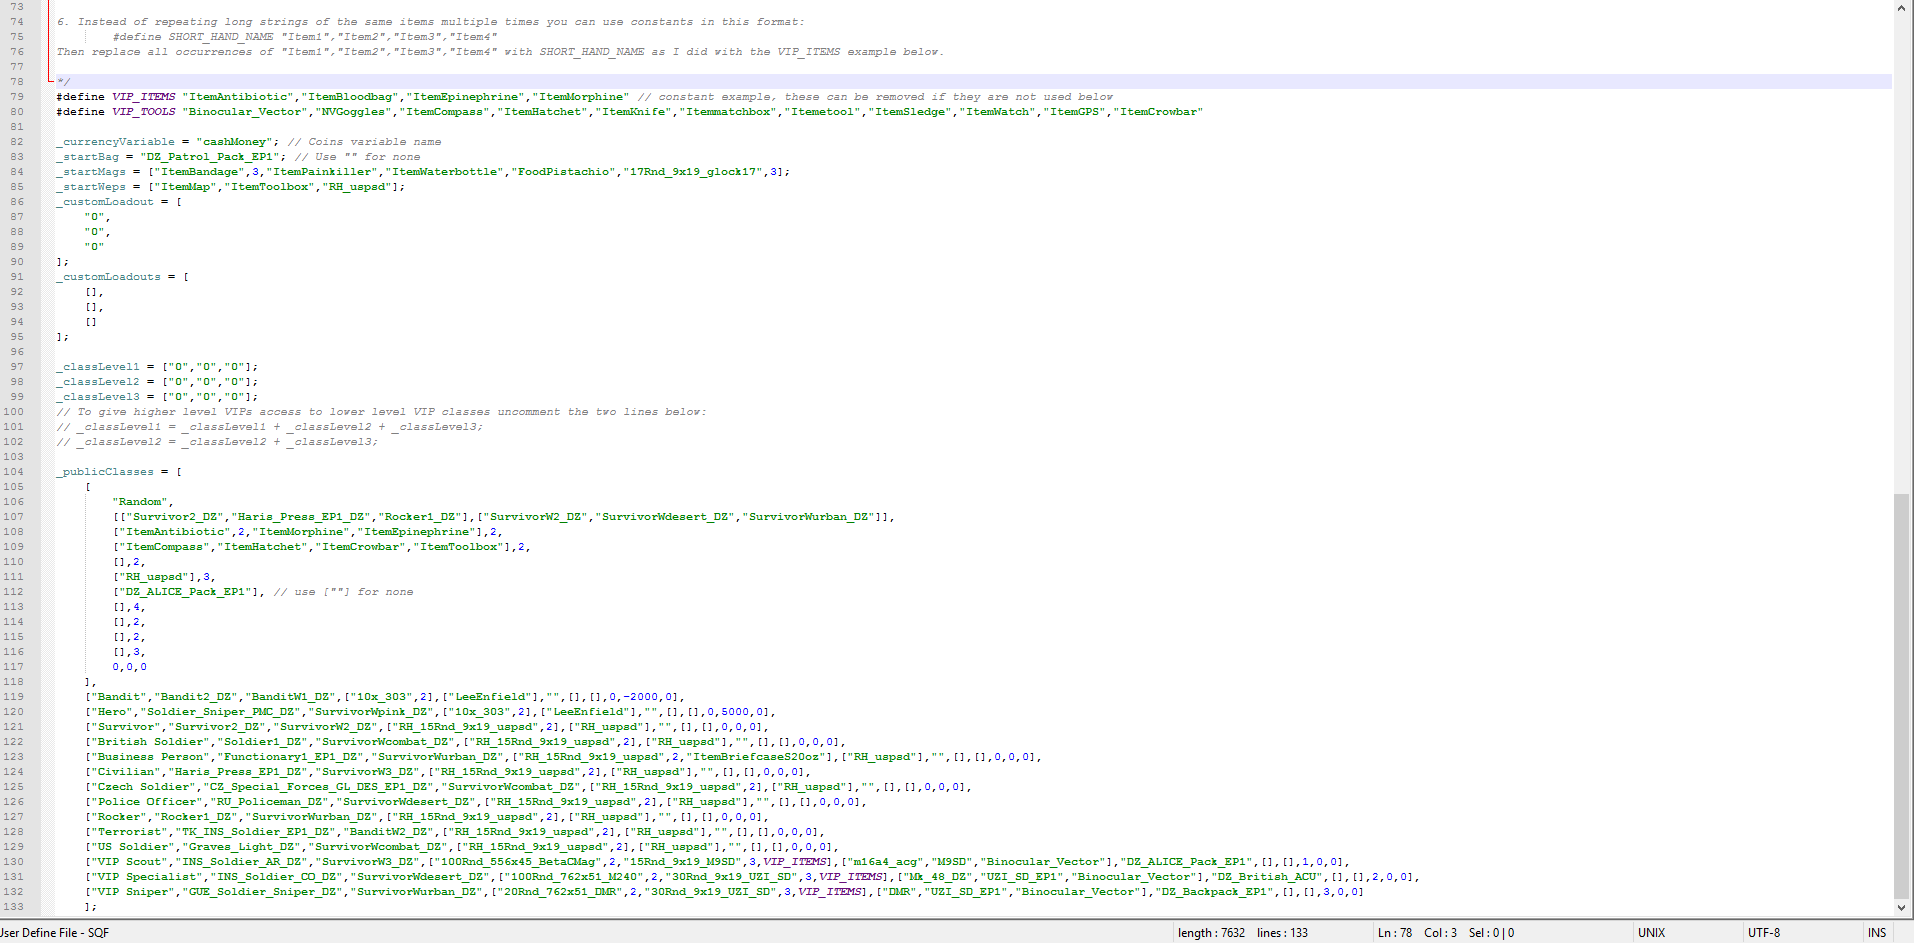 73
74 6. Instead of repeating long strings of the same items multiple times you can use constants in this format:
75 #define SHORT_HAND_NAME "Item1","Item2","Item3","Item4"
76 Then replace all occurrences of "Item1","Item2","Item3","Item4" with SHORT_HAND_NAME as I did with the VIP_ITEMS example below.
77
78 */
79 #define VIP_ITEMS "ItemAntibiotic","ItemBloodbag","ItemEpinephrine","ItemMorphine" // constant example, these can be removed if they are not used below
80 #define VIP_TOOLS "Binocular_Vector","NVGoggles","ItemCompass","ItemHatchet","ItemKnife","Itemmatchbox","Itemetool","ItemSledge","ItemWatch","ItemGPS","ItemCrowbar"
81
82 _currencyVariable = "cashMoney"; // Coins variable name
83 _startBag = "DZ_Patrol_Pack_EP1"; // Use "" for none
84 _startMags = ["ItemBandage",3,"ItemPainkiller","ItemWaterbottle","FoodPistachio","17Rnd_9x19_glock17",3];
85 _startWeps = ["ItemMap","ItemToolbox","RH_uspsd"];
86 _customLoadout = [
87 "0",
88 "0",
89 "0"
90 ];
91 _customLoadouts = [
92 [],
93 [],
94 []
95 ];
96
97 _classLevel1 = ["0","0","0"];
98 _classLevel2 = ["0","0","0"];
99 _classLevel3 = ["0","0","0"];
100 // To give higher level VIPs access to lower level VIP classes uncomment the two lines below:
101 // _classLevel1 = _classLevel1 + _classLevel2 + _classLevel3;
102 // _classLevel2 = _classLevel2 + _classLevel3;
103
104 _publicClasses = [
105 [
106 "Random",
107 [["Survivor2_DZ","Haris_Press_EP1_DZ","Rocker1_DZ"],["SurvivorW2_DZ","SurvivorWdesert_DZ","SurvivorWurban_DZ"]],
108 ["ItemAntibiotic",2,"ItemMorphine","ItemEpinephrine"],2,
109 ["ItemCompass","ItemHatchet","ItemCrowbar","ItemToolbox"],2,
110 [],2,
111 ["RH_uspsd"],3,
112 ["DZ_ALICE_Pack_EP1"], // use [""] for none
113 [],4,
114 [],2,
115 [],2,
116 [],3,
117 0,0,0
118 ],
119 ["Bandit","Bandit2_DZ","BanditW1_DZ",["10x_303",2],["LeeEnfield"],"",[],[],0,-2000,0],
120 ["Hero","Soldier_Sniper_PMC_DZ","SurvivorWpink_DZ",["10x_303",2],["LeeEnfield"],"",[],[],0,5000,0],
121 ["Survivor","Survivor2_DZ","SurvivorW2_DZ",["RH_15Rnd_9x19_uspsd",2],["RH_uspsd"],"",[],[],0,0,0],
122 ["British Soldier","Soldier1_DZ","SurvivorWcombat_DZ",["RH_15Rnd_9x19_uspsd",2],["RH_uspsd"],"",[],[],0,0,0],
123 ["Business Person","Functionary1_EP1_DZ","SurvivorWurban_DZ",["RH_15Rnd_9x19_uspsd",2,"ItemBriefcaseS20oz"],["RH_uspsd"],"",[],[],0,0,0],
124 ["Civilian","Haris_Press_EP1_DZ","SurvivorW3_DZ",["RH_15Rnd_9x19_uspsd",2],["RH_uspsd"],"",[],[],0,0,0],
125 ["Czech Soldier","CZ_Special_Forces_GL_DES_EP1_DZ","SurvivorWcombat_DZ",["RH_15Rnd_9x19_uspsd",2],["RH_uspsd"],"",[],[],0,0,0],
126 ["Police Officer","RU_Policeman_DZ","SurvivorWdesert_DZ",["RH_15Rnd_9x19_uspsd",2],["RH_uspsd"],"",[],[],0,0,0],
127 ["Rocker","Rocker1_DZ","SurvivorWurban_DZ",["RH_15Rnd_9x19_uspsd",2],["RH_uspsd"],"",[],[],0,0,0],
128 ["Terrorist","TK_INS_Soldier_EP1_DZ","BanditW2_DZ",["RH_15Rnd_9x19_uspsd",2],["RH_uspsd"],"",[],[],0,0,0],
129 ["US Soldier","Graves_Light_DZ","SurvivorWcombat_DZ",["RH_15Rnd_9x19_uspsd",2],["RH_uspsd"],"",[],[],0,0,0],
130 ["VIP Scout","INS_Soldier_AR_DZ","SurvivorW3_DZ",["100Rnd_556x45_BetaCMag",2,"15Rnd_9x19_M9SD",3,VIP_ITEMS],["m16a4_acg","M9SD","Binocular_Vector"],"DZ_ALICE_Pack_EP1",[],[],1,0,0],
131 ["VIP Specialist","INS_Soldier_CO_DZ","SurvivorWdesert_DZ",["100Rnd_762x51_M240",2,"30Rnd_9x19_UZI_SD",3,VIP_ITEMS],["Mk_48_DZ","UZI_SD_EP1","Binocular_Vector"],"DZ_British_ACU",[],[],2,0,0],
132 ["VIP Sniper","GUE_Soldier_Sniper_DZ","SurvivorWurban_DZ",["20Rnd_762x51_DMR",2,"30Rnd_9x19_UZI_SD",3,VIP_ITEMS],["DMR","UZI_SD_EP1","Binocular_Vector"],"DZ_Backpack_EP1",[],[],3,0,0]
133 ];
User Define File - SQF length : 7632 lines : 133 Ln : 78 Col : 3 Sel : 0 | 0 UNIX UTF-8 INS